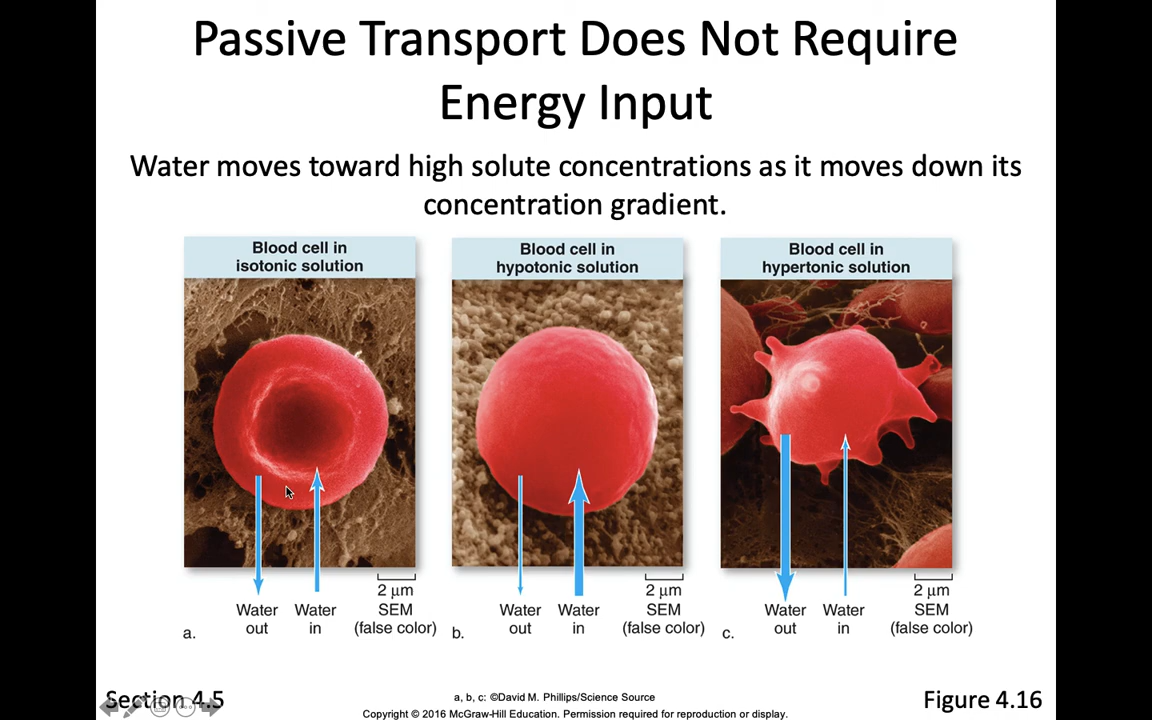 Passive Transport Does Not Require
Energy Input
Water moves toward high solute concentrations as it moves down its
concentration gradient.
Blood cell in
isotonic solution
Water
out
Water
in
2 μm
SEM
(false color)
a.
Blood cell in
hypotonic solution
Water
out
Water
in
2 μm
SEM
(false color)
b.
Blood cell in
hypertonic solution
Water
out
Water
in
2 μm
SEM
(false color)
c.
Section 4.5
a, b, c: ©David M. Phillips/Science Source
Copyright © 2016 McGraw-Hill Education. Permission required for reproduction or display.
Figure 4.16